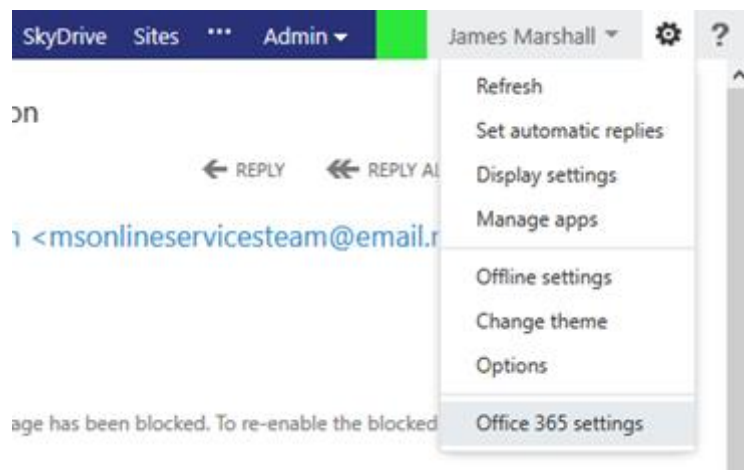 SkyDrive Sites ··· Admin James Marshall ?
Refresh
on
Set automatic replies
REPLY REPLY AL
Display settings
Manage apps
<msonlineservicesteam@email.
Offline settings
Change theme
Options
age has been blocked. To re-enable the blocked
Office 365 settings